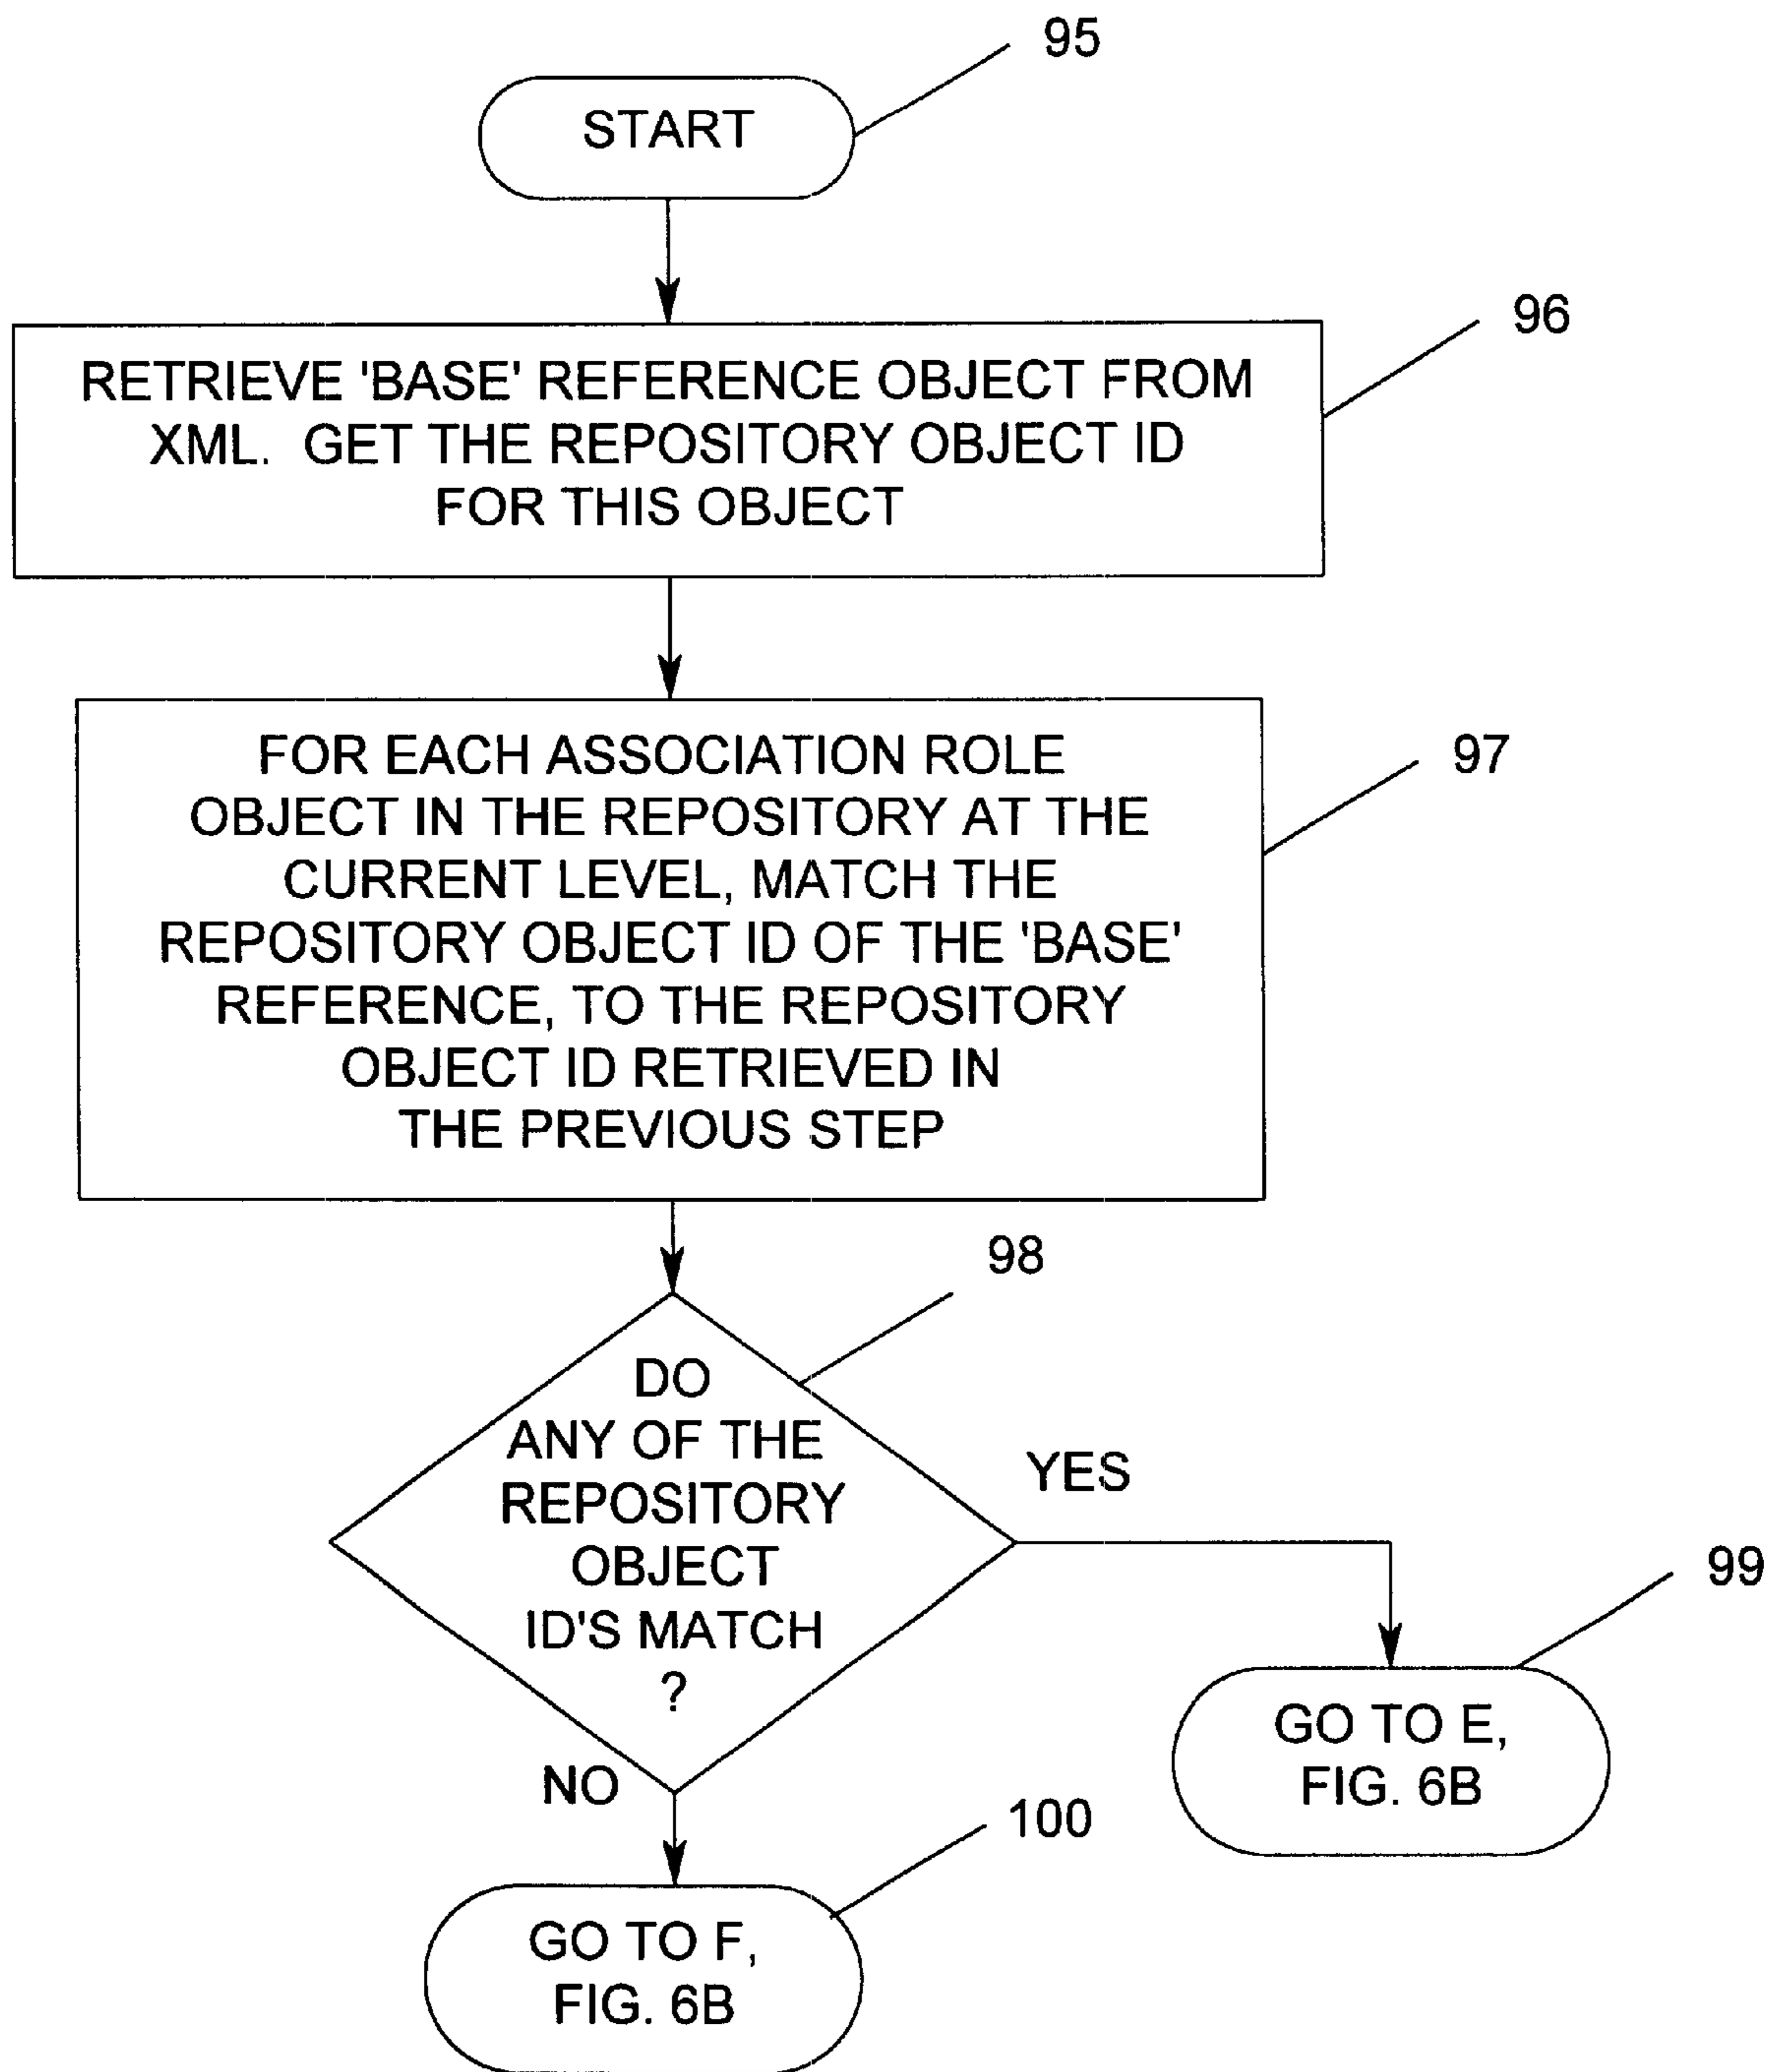 95
START
96
RETRIEVE 'BASE' REFERENCE OBJECT FROM
XML. GET THE REPOSITORY OBJECT ID
FOR THIS OBJECT
97
FOR EACH ASSOCIATION ROLE
OBJECT IN THE REPOSITORY AT THE
CURRENT LEVEL, MATCH THE
REPOSITORY OBJECT ID OF THE 'BASE'
REFERENCE, TO THE REPOSITORY
OBJECT ID RETRIEVED IN
THE PREVIOUS STEP
98
DO
ANY OF THE
REPOSITORY
OBJECT
ID'S MATCH
?
YES
99
GO TO E,
FIG. 6B
NO
100
GO TO F,
FIG. 6B